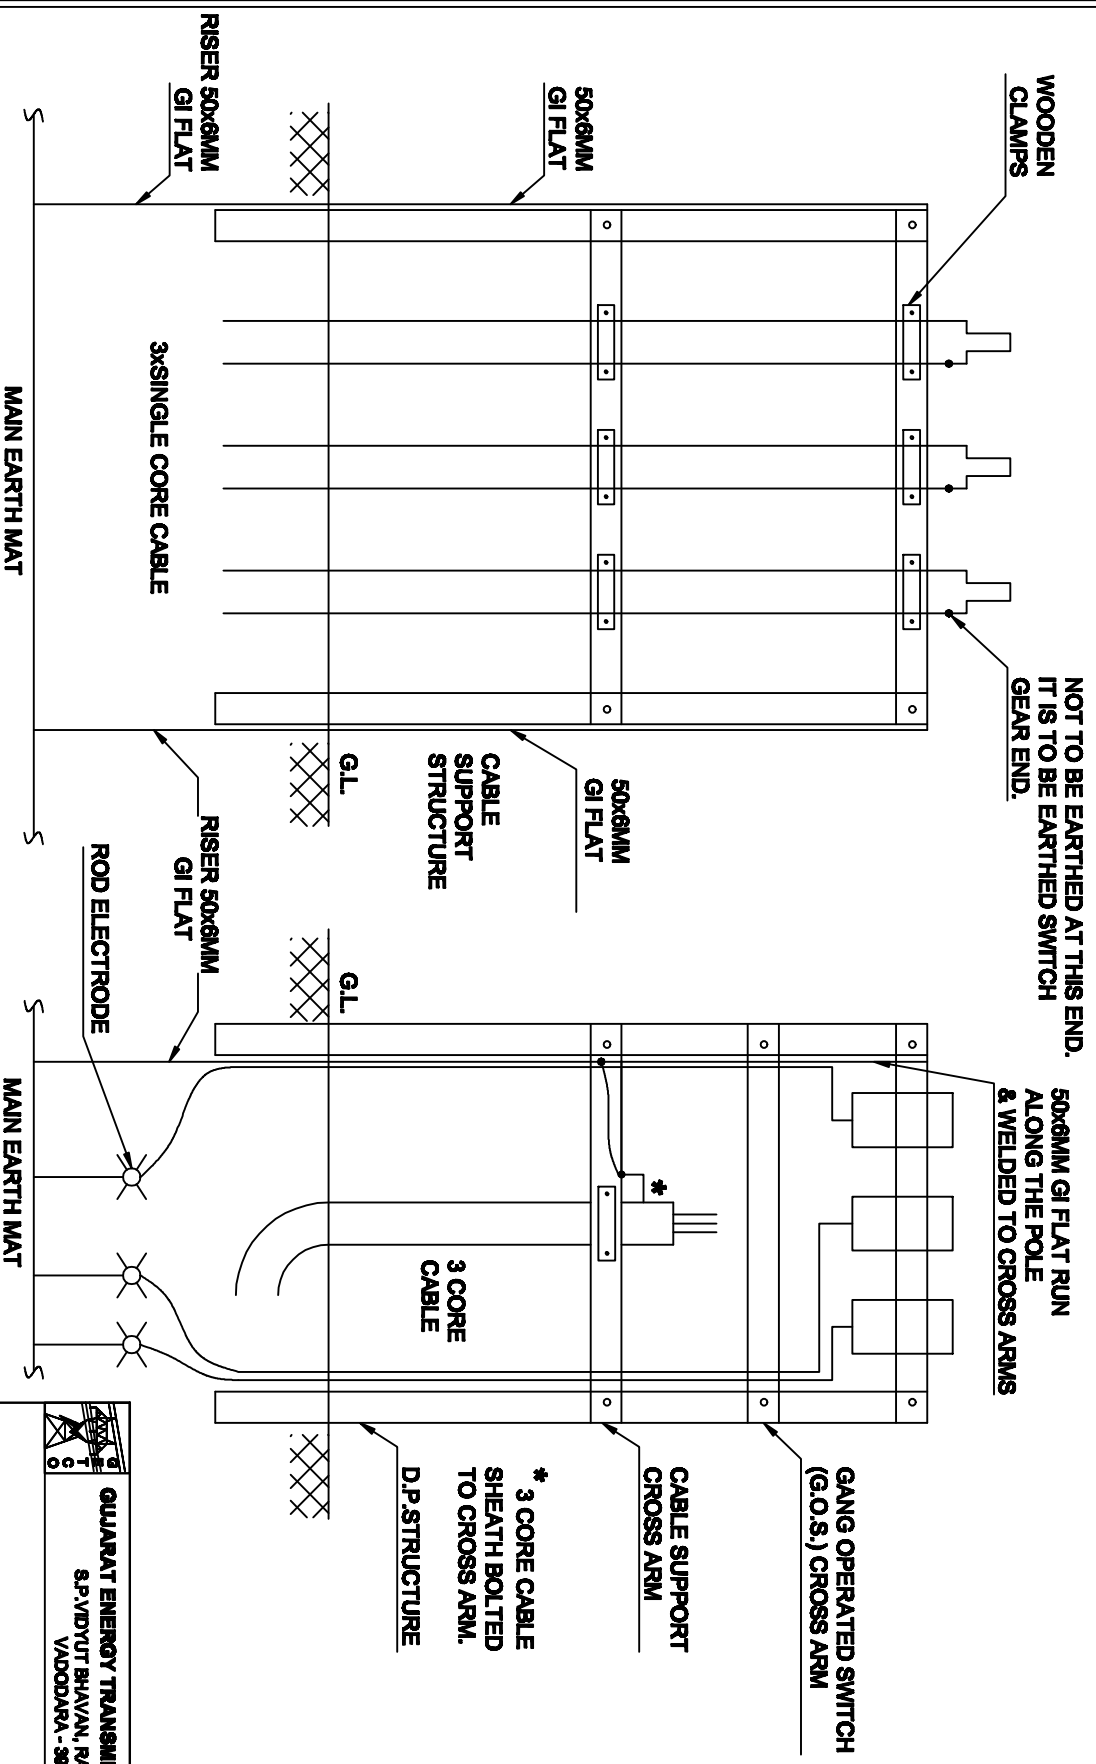 WOODEN
CLAMPS
NOT TO BE EARTHED AT THIS END.
IT IS TO BE EARTHED SWITCH
GEAR END.
50x6MM
GI FLAT
50x6MM
GI FLAT
CABLE
SUPPORT
STRUCTURE
G.L.
RISER 50x6MM
GI FLAT
3xSINGLE CORE CABLE
RISER 50x6MM
GI FLAT
MAIN EARTH MAT
50x6MM GI FLAT RUN
ALONG THE POLE
& WELDED TO CROSS ARMS
GANG OPERATED SWITCH
(G.O.S.) CROSS ARM
CABLE SUPPORT
CROSS ARM
*
* 3 CORE CABLE
SHEATH BOLTED
TO CROSS ARM.
3 CORE
CABLE
D.P.STRUCTURE
G.L.
ROD ELECTRODE
MAIN EARTH MAT
GETCO
GUJARAT ENERGY
S.P.VIDYUT BHAVAN,
VADODARA -